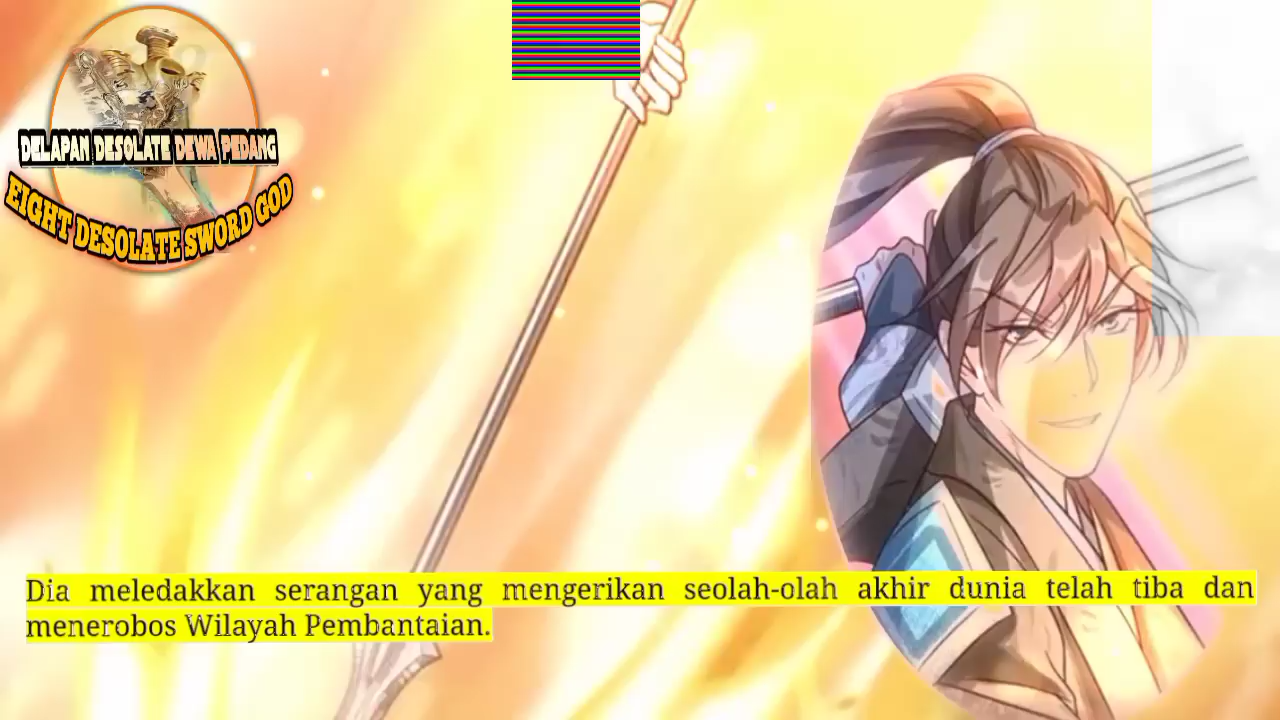 DELAPAN DESOLATE DEWA PEDANG
EIGHT DESOLATE SWORD GOD
Dia meledakkan serangan yang mengerikan seolah-olah akhir dunia telah tiba dan
menerobos Wilayah Pembantaian.